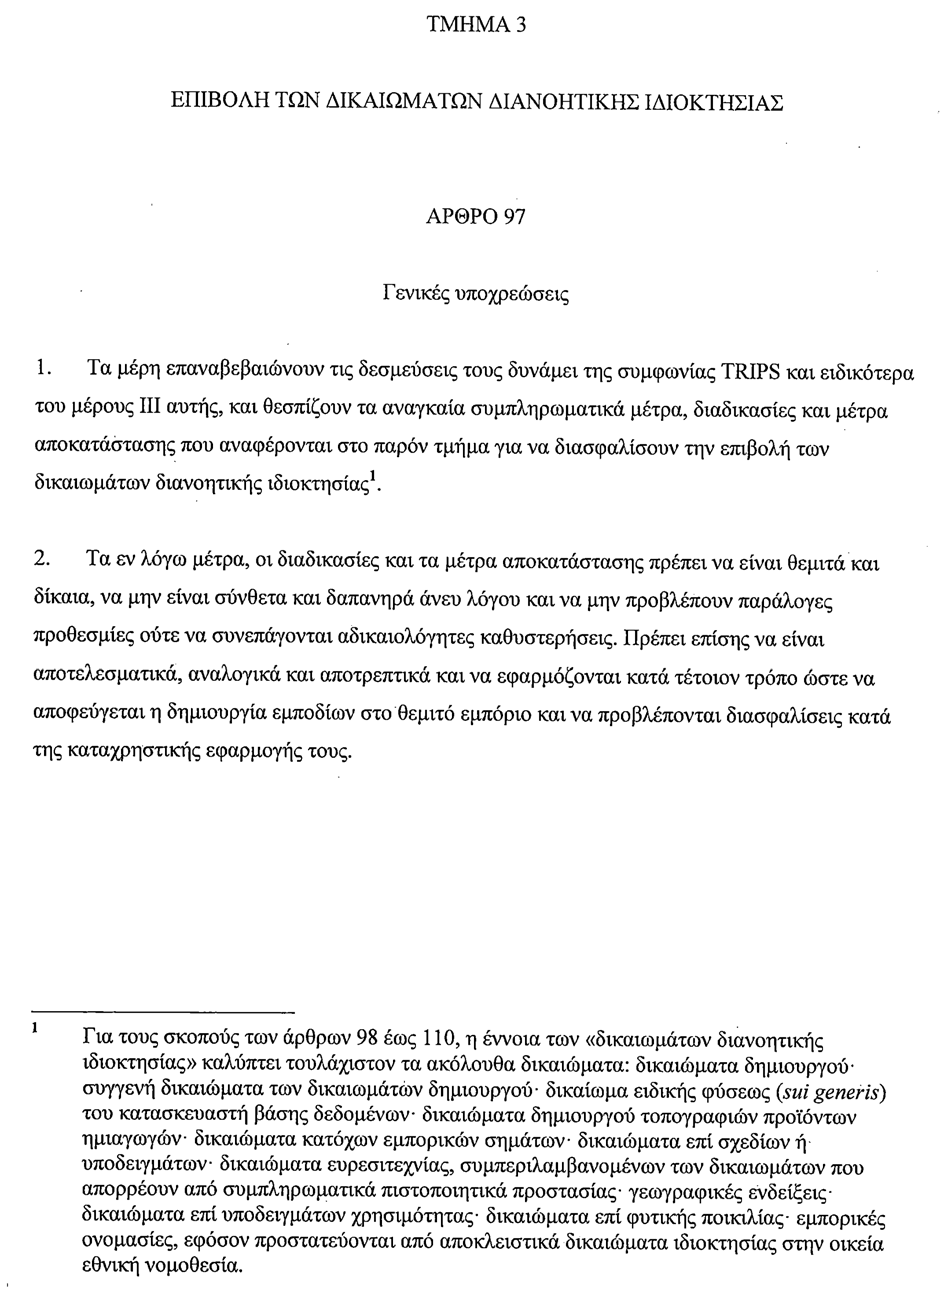 ΤΜΗΜΑ 3
ΕΠΙΒΟΛΗ ΤΩΝ ΔΙΚΑΙΩΜΑΤΩΝ ΔΙΑΝΟΗΤΙΚΗΣ ΙΔΙΟΚΤΗΣΙΑΣ
ΑΡΘΡΟ 97
Γενικές υποχρεώσεις
1. Τα μέρη επαναβεβαιώνουν τις δεσμεύσεις τους δυνάμει της συμφωνίας TRIPS και ειδικότερα
του μέρους III αυτής, και θεσπίζουν τα αναγκαία συμπληρωματικά μέτρα, διαδικασίες και μέτρα
αποκατάστασης που αναφέρονται στο παρόν τμήμα για να διασφαλίσουν την επιβολή των
δικαιωμάτων διανοητικής ιδιοκτησίας¹.
2. Τα εν λόγω μέτρα, οι διαδικασίες και τα μέτρα αποκατάστασης πρέπει να είναι θεμιτά και
δίκαια, να μην είναι σύνθετα και δαπανηρά άνευ λόγου και να μην προβλέπουν παράλογες
προθεσμίες ούτε να συνεπάγονται αδικαιολόγητες καθυστερήσεις. Πρέπει επίσης να είναι
αποτελεσματικά, αναλογικά και αποτρεπτικά και να εφαρμόζονται κατά τέτοιον τρόπο ώστε να
αποφεύγεται η δημιουργία εμποδίων στο θεμιτό εμπόριο και να προβλέπονται διασφαλίσεις κατά
της καταχρηστικής εφαρμογής τους.
¹ Για τους σκοπούς των άρθρων 98 έως 110, η έννοια των «δικαιωμάτων διανοητικής
ιδιοκτησίας» καλύπτει τουλάχιστον τα ακόλουθα δικαιώματα: δικαιώματα δημιουργού·
συγγενή δικαιώματα των δικαιωμάτων δημιουργού· δικαίωμα ειδικής φύσεως (sui generis)
του κατασκευαστή βάσης δεδομένων· δικαιώματα δημιουργού τοπογραφιών προϊόντων
ημιαγωγών· δικαιώματα κατόχων εμπορικών σημάτων· δικαιώματα επί σχεδίων ή
υποδειγμάτων· δικαιώματα ευρεσιτεχνίας, συμπεριλαμβανομένων των δικαιωμάτων που
απορρέουν από συμπληρωματικά πιστοποιητικά προστασίας· γεωγραφικές ενδείξεις·
δικαιώματα επί υποδειγμάτων χρησιμότητας· δικαιώματα επί φυτικής ποικιλίας· εμπορικές
ονομασίες, εφόσον προστατεύονται από αποκλειστικά δικαιώματα ιδιοκτησίας στην οικεία
εθνική νομοθεσία.